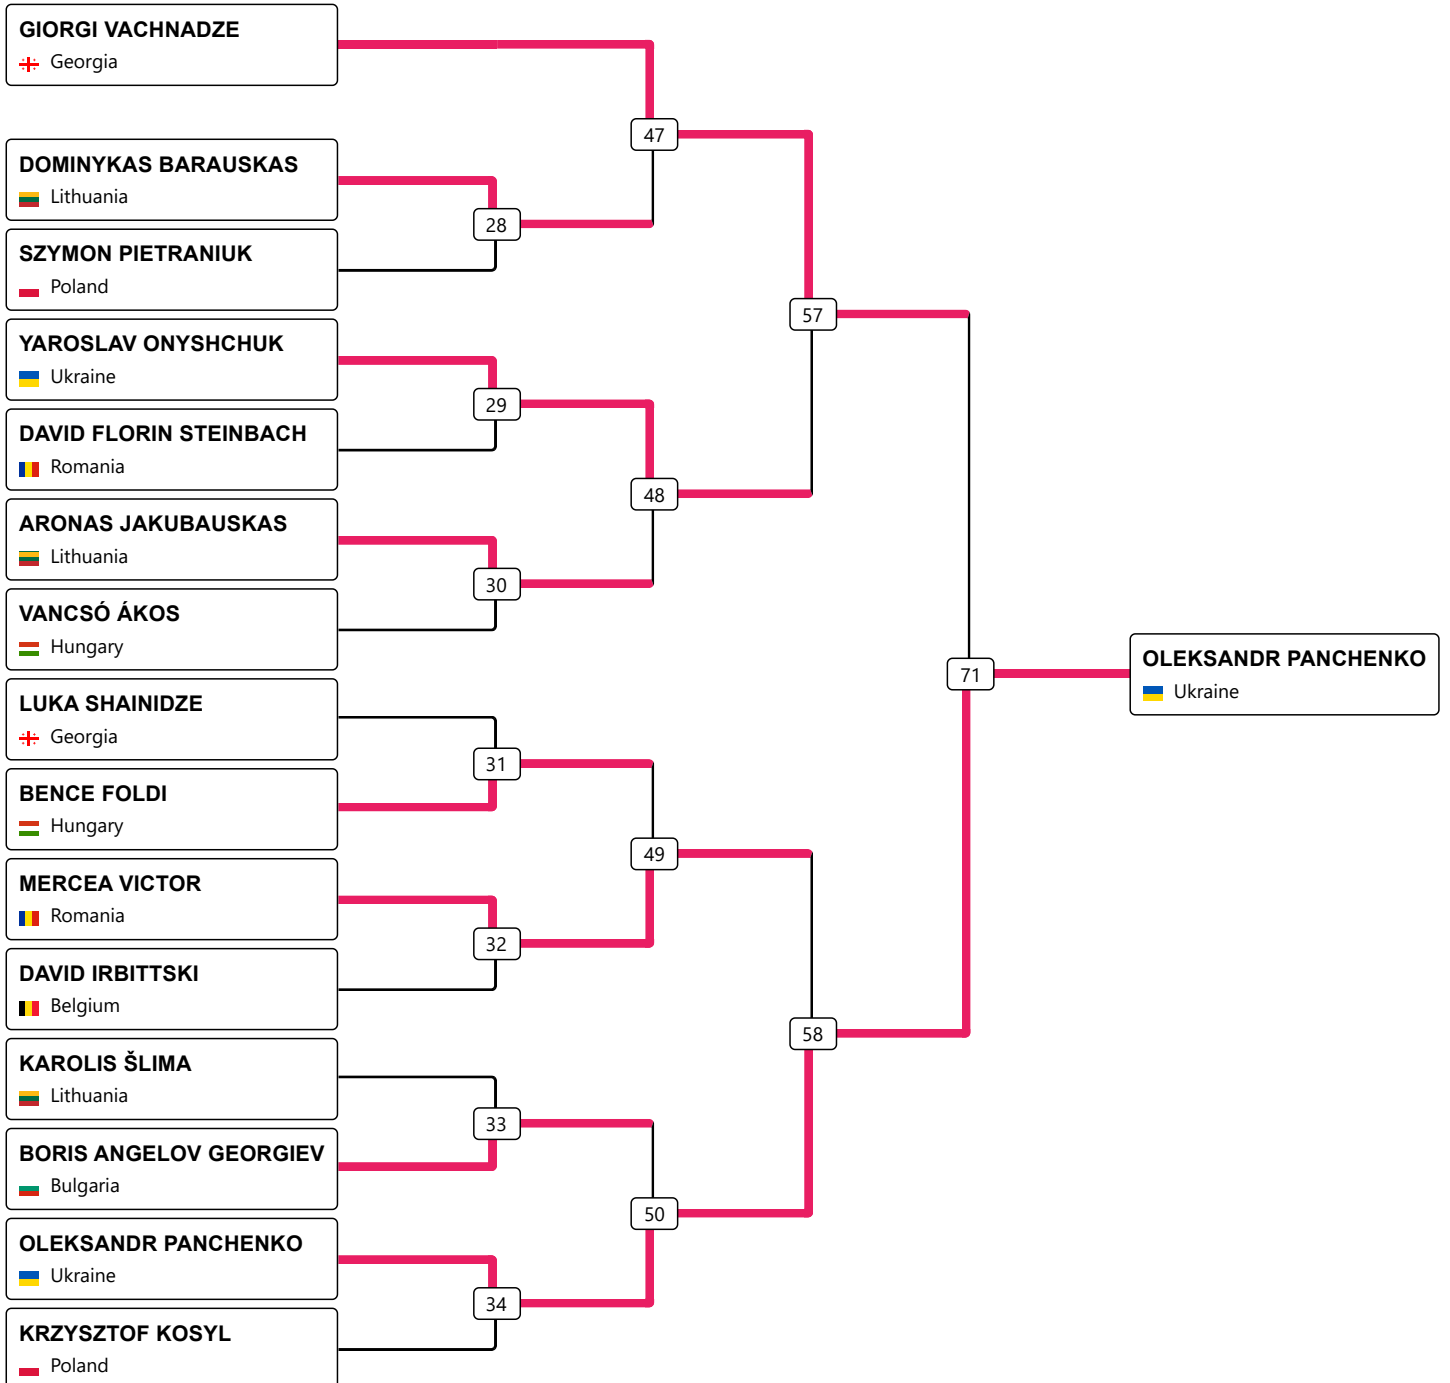 GIORGI VACHNADZE
Georgia
47
DOMINYKAS BARAUSKAS
Lithuania
28
SZYMON PIETRANIUK
Poland
57
YAROSLAV ONYSHCHUK
Ukraine
29
DAVID FLORIN STEINBACH
Romania
48
ARONAS JAKUBAUSKAS
Lithuania
30
VANCSÓ ÁKOS
Hungary
71
OLEKSANDR PANCHENKO
Ukraine
LUKA SHAINIDZE
Georgia
31
BENCE FOLDI
Hungary
49
MERCEA VICTOR
Romania
32
DAVID IRBITTSKI
Belgium
58
KAROLIS ŠLIMA
Lithuania
33
BORIS ANGELOV GEORGIEV
Bulgaria
50
OLEKSANDR PANCHENKO
Ukraine
34
KRZYSZTOF KOSYL
Poland